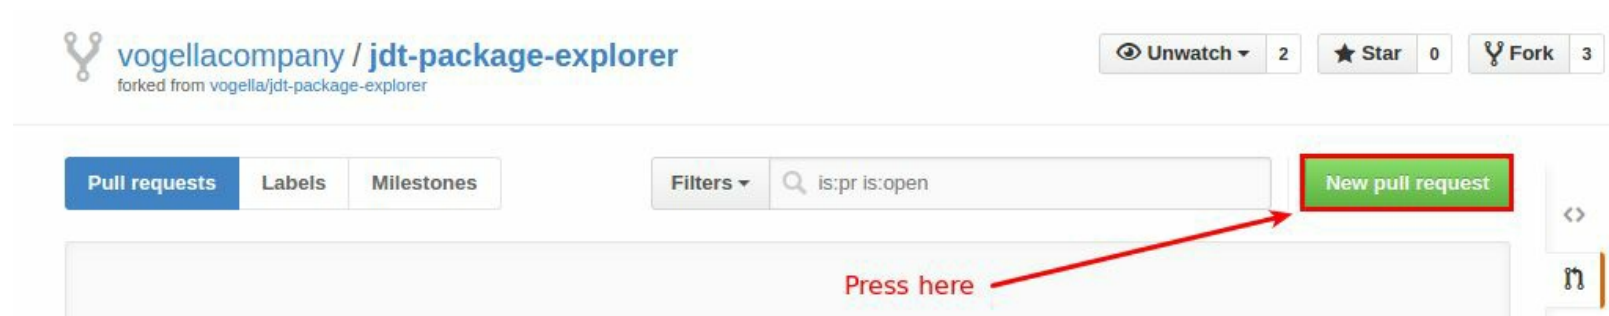 vogellacompany / jdt-package-explorer
forked from vogella/jdt-package-explorer
Unwatch 2 Star 0 Fork 3
Pull requests Labels Milestones Filters is:pr is:open New pull request
Press here